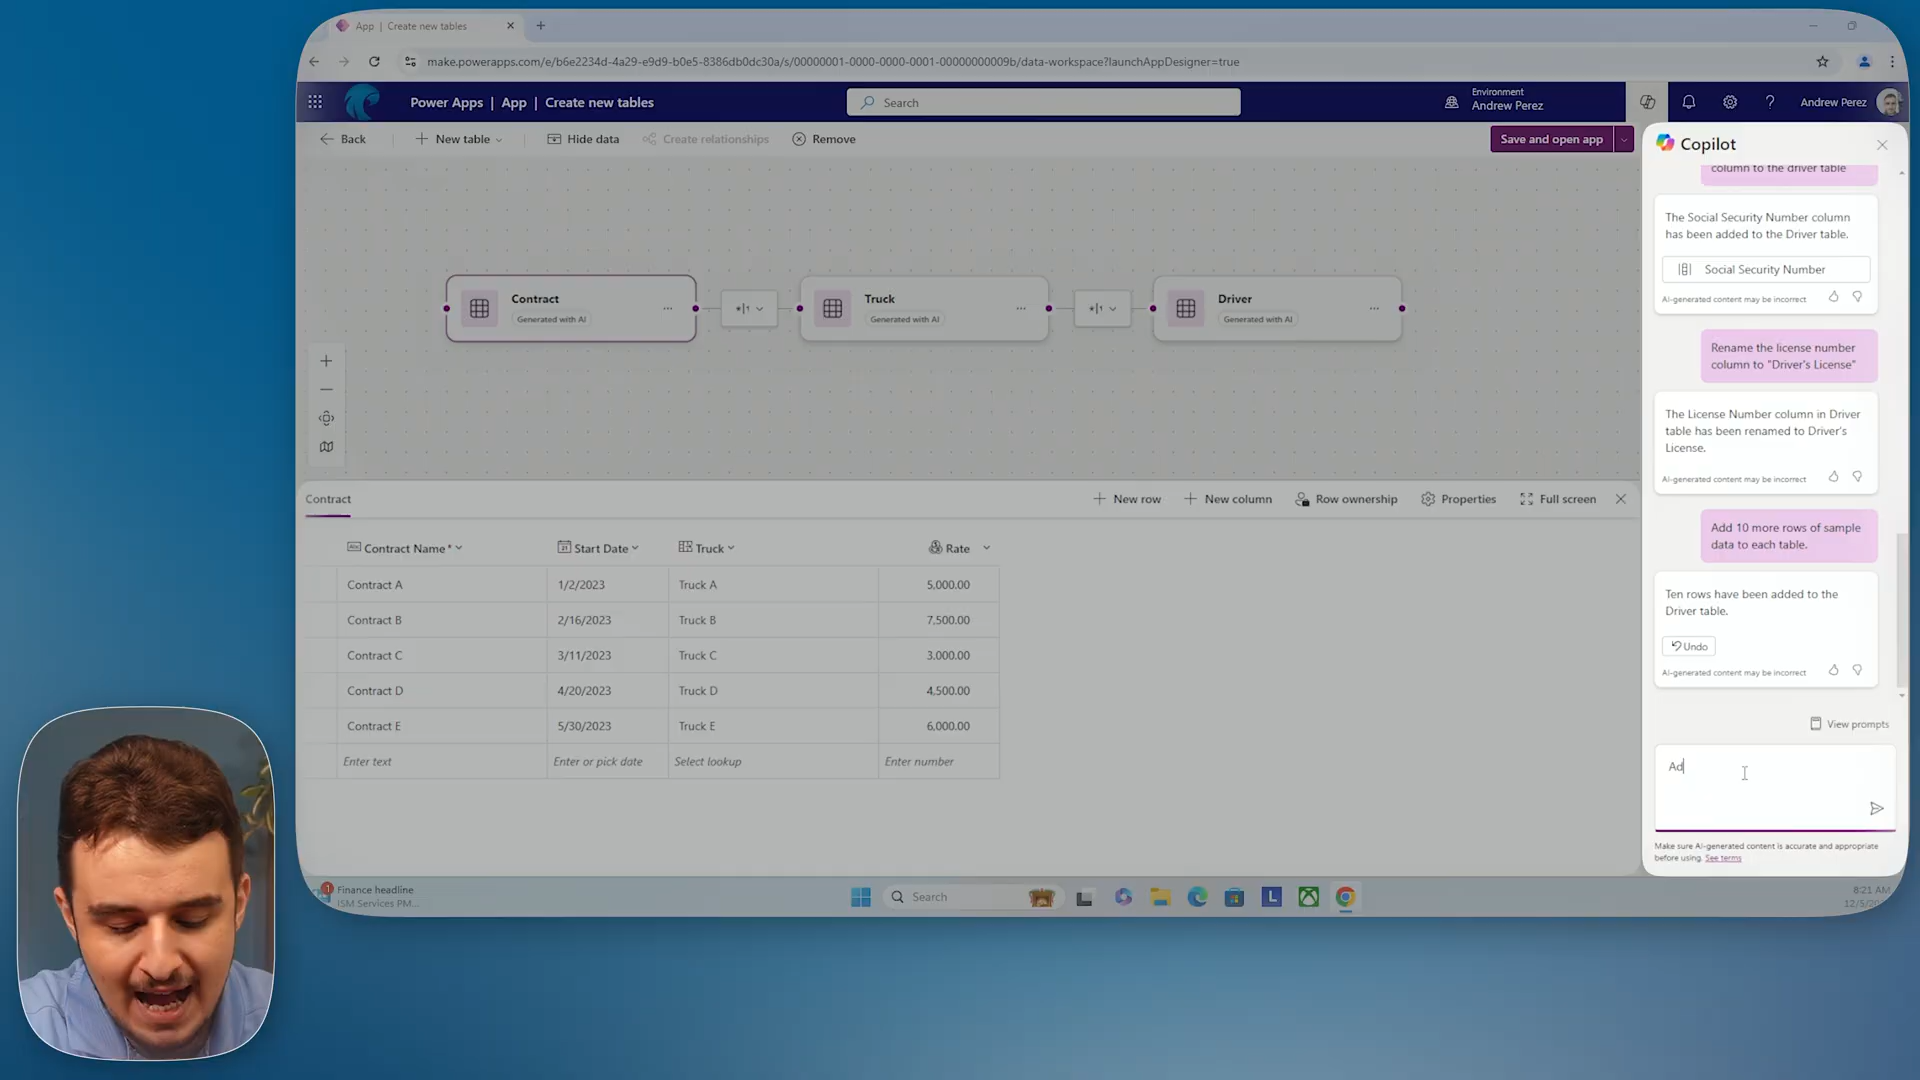 App | Create new tables
make.powerapps.com/e/b6e2234d-4a29-e9d9-b0e5-8386db0dc30a/s/00000001-0000-0000-0001-00000000009b/data-workspace?launchAppDesigner=true
Power Apps | App | Create new tables
Search
Environment
Andrew Perez
Andrew Perez
Back
New table
Hide data
Create relationships
Remove
Save and open app
Contract
Generated with AI
Truck
Generated with AI
Driver
Generated with AI
Contract
New row
New column
Row ownership
Properties
Full screen
Contract Name * Start Date Truck Rate
Contract A 1/2/2023 Truck A 5,000.00
Contract B 2/16/2023 Truck B 7,500.00
Contract C 3/11/2023 Truck C 3,000.00
Contract D 4/20/2023 Truck D 4,500.00
Contract E 5/30/2023 Truck E 6,000.00
Enter text Enter or pick date Select lookup Enter number
Copilot
column to the driver table
The Social Security Number column
has been added to the Driver table.
Social Security Number
AI-generated content may be incorrect
Rename the license number
column to "Driver's License"
The License Number column in Driver
table has been renamed to Driver's
License.
AI-generated content may be incorrect
Add 10 more rows of sample
data to each table.
Ten rows have been added to the
Driver table.
Undo
AI-generated content may be incorrect
View prompts
Ad
Make sure AI-generated content is accurate and appropriate
before using. See terms
1
Finance headline
ISM Services PM...
Search
L
8:21 AM